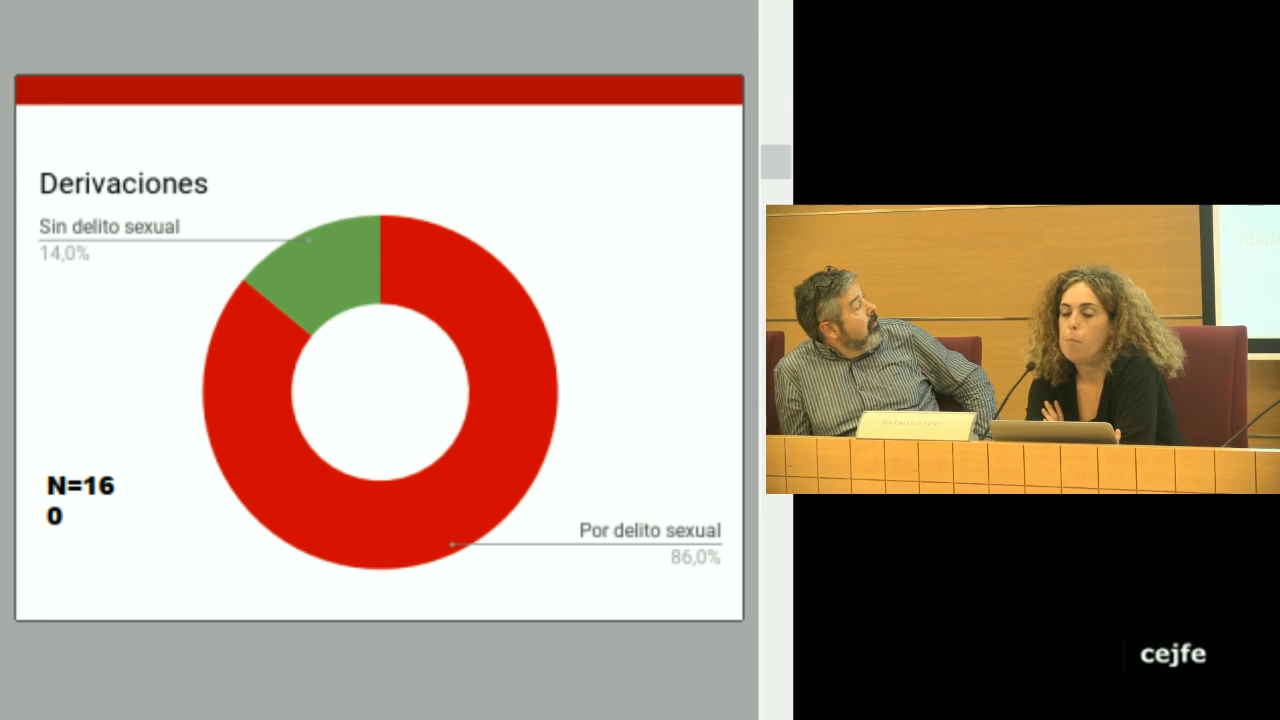 Derivaciones
Sin delito sexual
14,0%
N=16
0
Por delito sexual
86,0%
cejfe